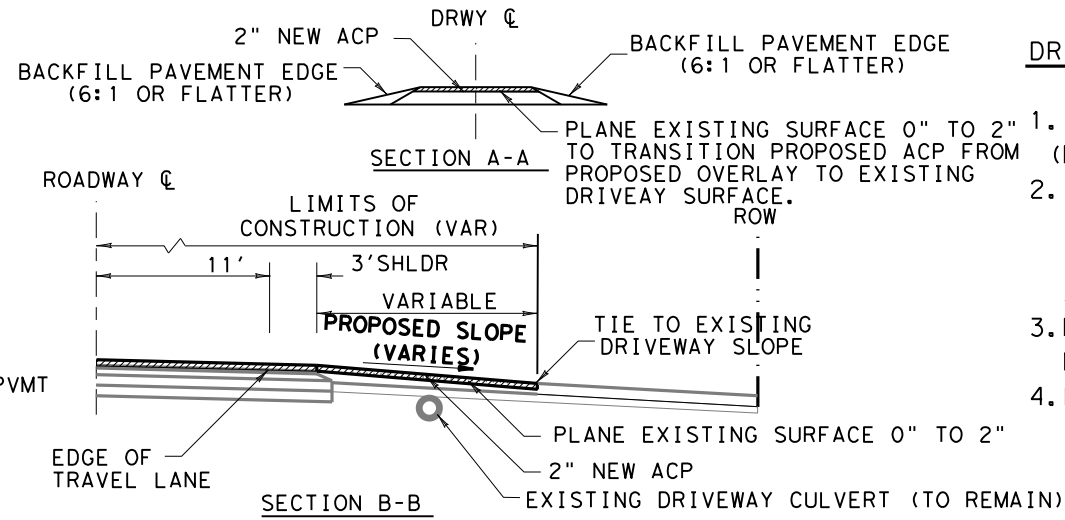 DRWY ℄
2" NEW ACP
BACKFILL PAVEMENT EDGE
(6:1 OR FLATTER)
BACKFILL PAVEMENT EDGE
(6:1 OR FLATTER)
PLANE EXISTING SURFACE 0" TO 2"
TO TRANSITION PROPOSED ACP FROM
PROPOSED OVERLAY TO EXISTING
DRIVEAY SURFACE.
SECTION A-A
DR
1.
2.
3.
4.
ROADWAY ℄
LIMITS OF
CONSTRUCTION (VAR)
ROW
11'
3'SHLDR
VARIABLE
PROPOSED SLOPE
(VARIES)
TIE TO EXISTING
DRIVEWAY SLOPE
PVMT
EDGE OF
TRAVEL LANE
PLANE EXISTING SURFACE 0" TO 2"
2" NEW ACP
EXISTING DRIVEWAY CULVERT (TO REMAIN)
SECTION B-B